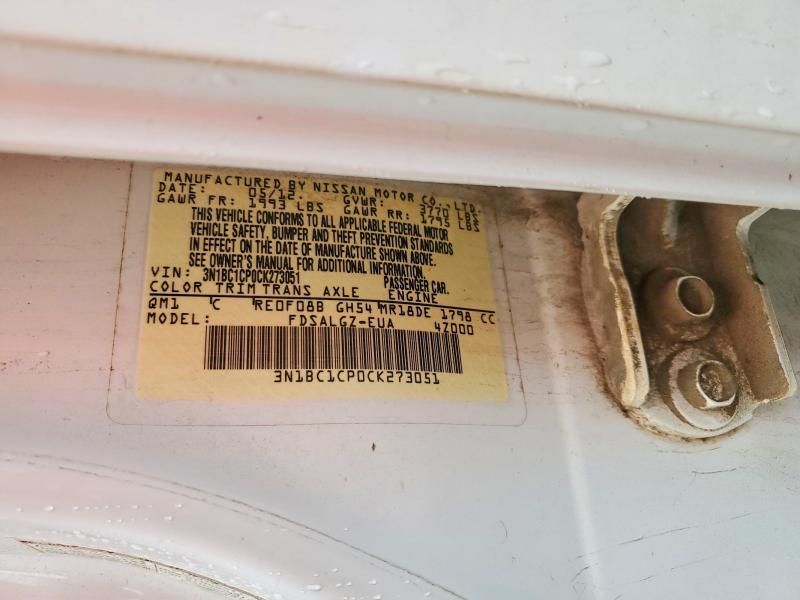 MANUFACTURED BY NISSAN MOTOR CO., LTD.
DATE: 05/12. GVWR: 3770 LBS
GAWR FR: 1993 LBS GAWR RR: 1795 LBS
THIS VEHICLE CONFORMS TO ALL APPLICABLE FEDERAL MOTOR
VEHICLE SAFETY, BUMPER AND THEFT PREVENTION STANDARDS
IN EFFECT ON THE DATE OF MANUFACTURE SHOWN ABOVE.
SEE OWNER'S MANUAL FOR ADDITIONAL INFORMATION.
VIN: 3N1BC1CP0CK273051 PASSENGER CAR.
COLOR TRIM TRANS AXLE ENGINE
QM1 C RE0F08B GH54 MR18DE 1798 CC
MODEL: FDSALGZ-EUA 4Z000
3N1BC1CP0CK273051